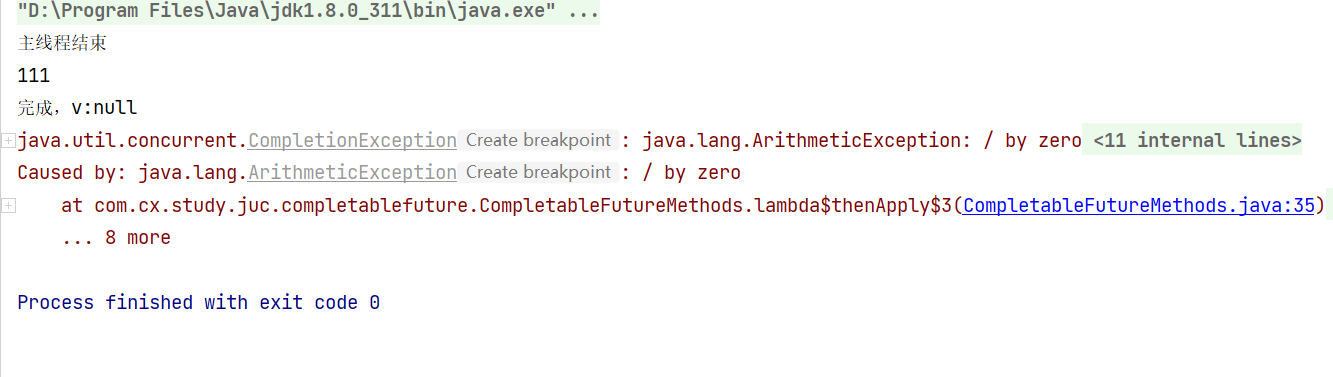 "D:\Program Files\Java\jdk1.8.0_311\bin\java.exe" ...
主线程结束
111
完成，v:null
java.util.concurrent.CompletionException Create breakpoint : java.lang.ArithmeticException: / by zero <11 internal lines>
Caused by: java.lang.ArithmeticException Create breakpoint : / by zero
at com.cx.study.juc.completablefuture.CompletableFutureMethods.lambda$thenApply$3(CompletableFutureMethods.java:35)
... 8 more
Process finished with exit code 0